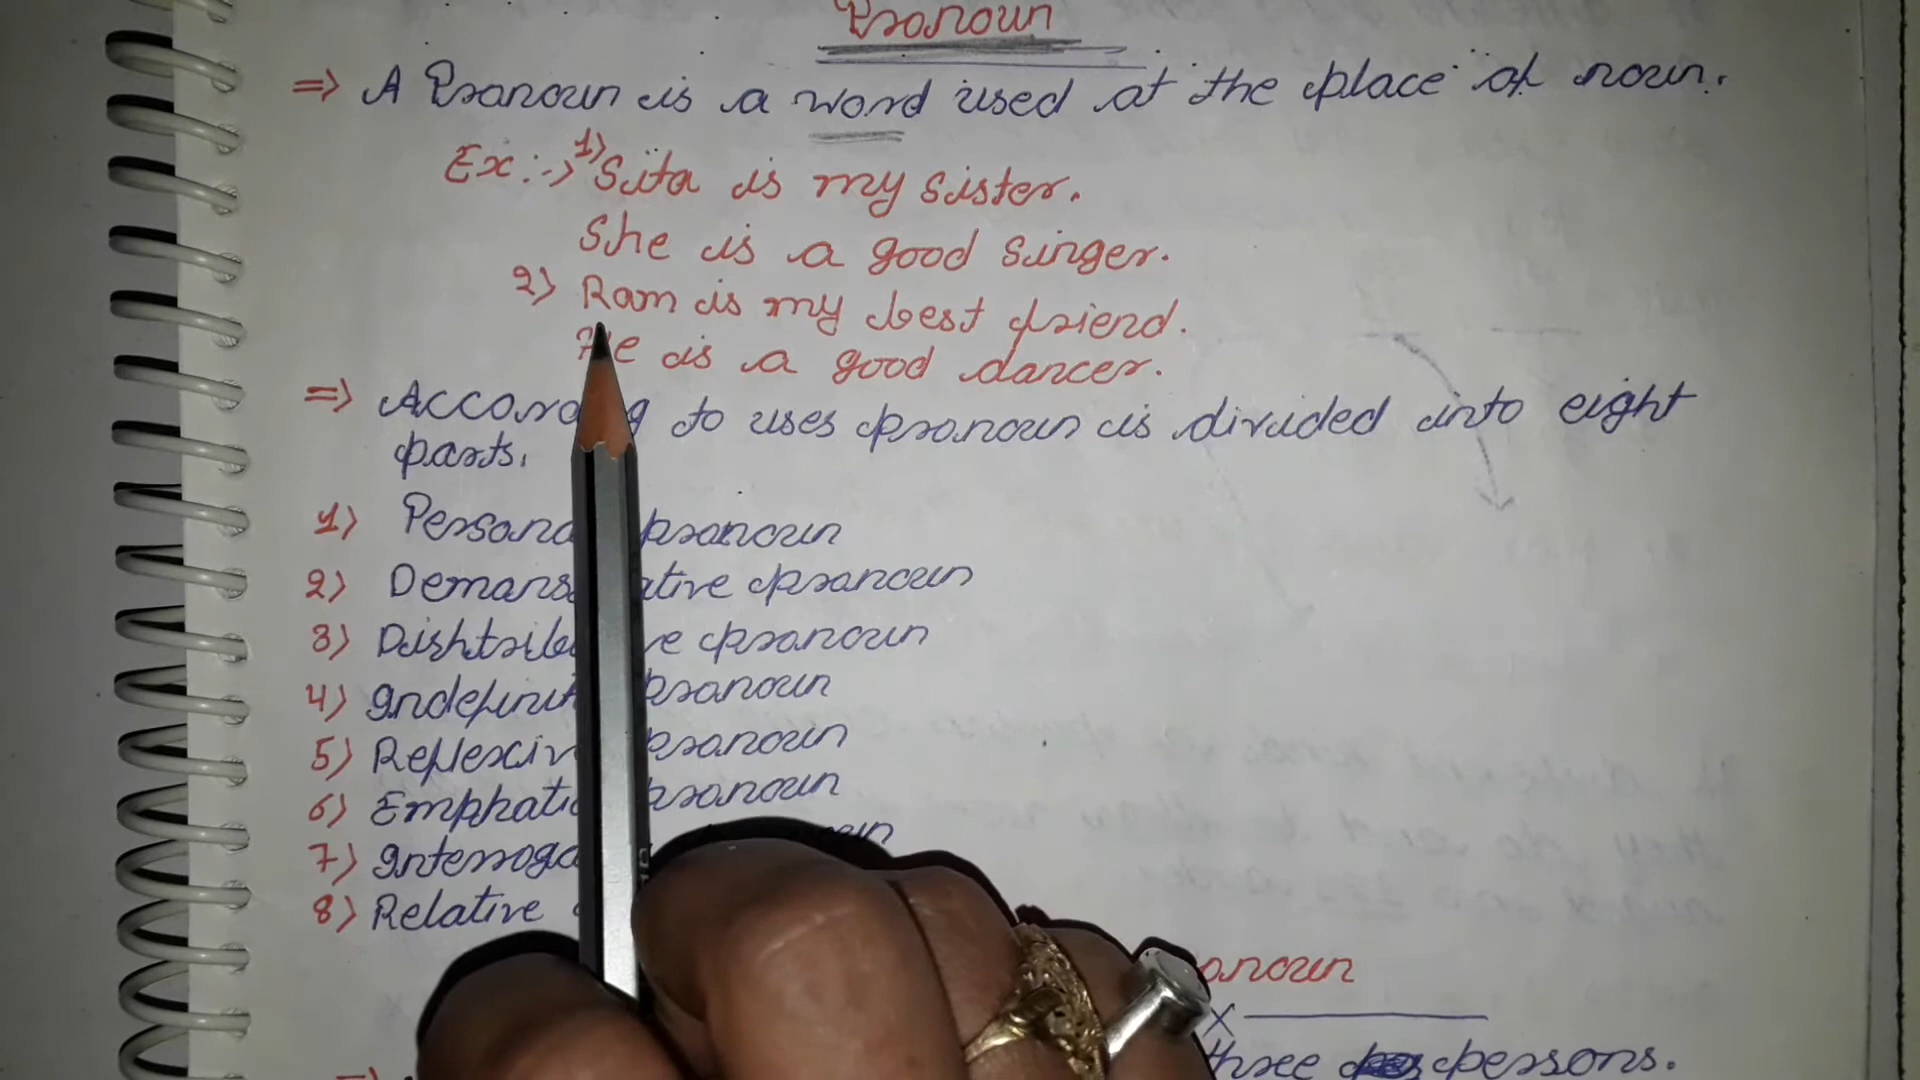 Pronoun
=> A Pronoun is a word used at the place of noun.
Ex:-> 1) Sita is my sister.
She is a good singer.
2) Ram is my best friend.
He is a good dancer.
=> According to uses pronoun is divided into eight
parts.
1) Personal pronoun
2) Demonstrative pronoun
3) Dishtributive pronoun
4) Indefinite pronoun
5) Reflexive pronoun
6) Emphatic pronoun
7) Interroga
8) Relative
onoun
three persons.